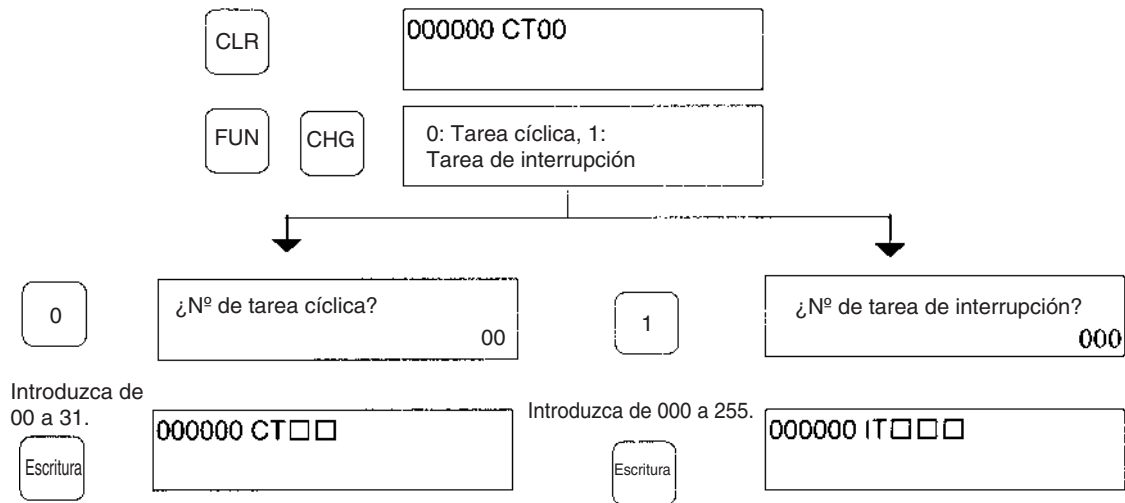 CLR
000000 CT00
FUN
CHG
0: Tarea cíclica, 1:
Tarea de interrupción
0
¿Nº de tarea cíclica?
00
1
¿Nº de tarea de interrupción?
000
Introduzca de
00 a 31.
Escritura
000000 CT□□
Introduzca de 000 a 255.
Escritura
000000 IT□□□